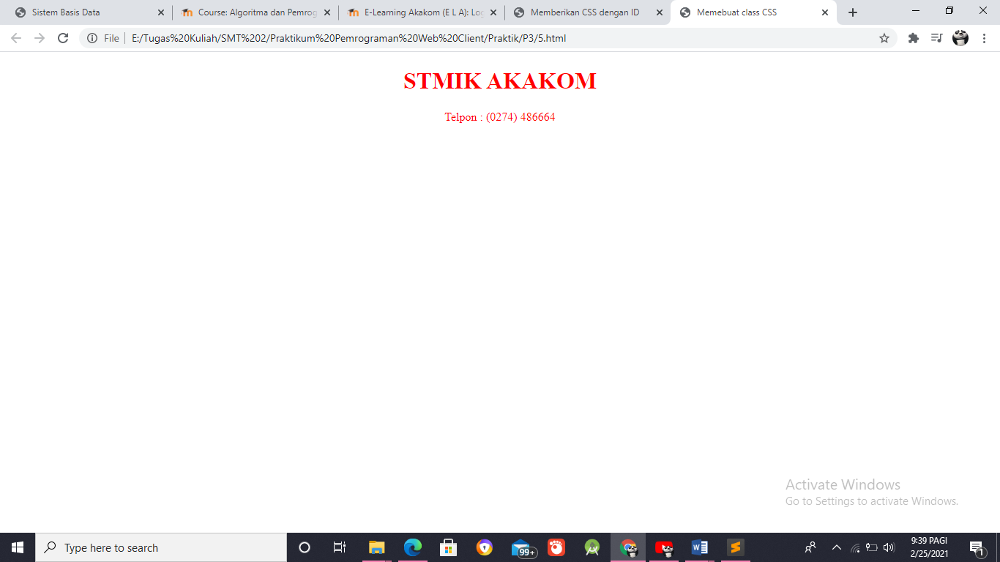 Sistem Basis Data
Course: Algoritma dan Pemrog
E-Learning Akakom (E L A): Log
Memberikan CSS dengan ID
Memebuat class CSS
File
E:/Tugas%20Kuliah/SMT%202/Praktikum%20Pemrograman%20Web%20Client/Praktik/P3/5.html
STMIK AKAKOM
Telpon : (0274) 486664
Activate Windows
Go to Settings to activate Windows.
Type here to search
99+
9:39 PAGI
2/25/2021
1